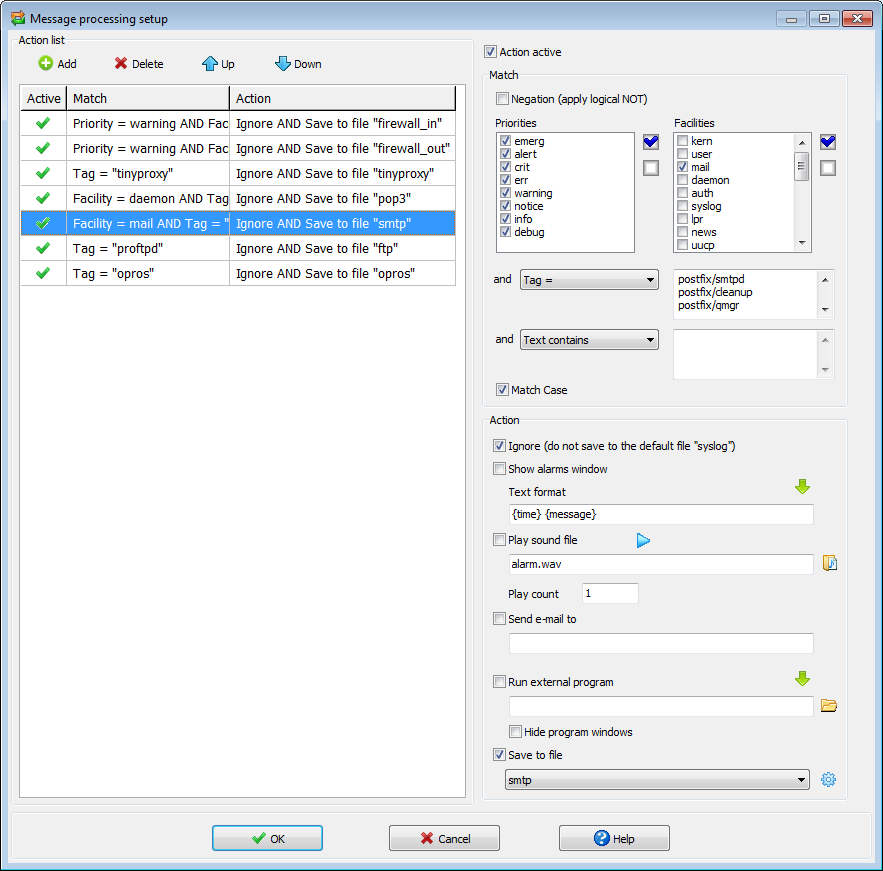 Message processing setup
Action list
Add Delete Up Down
Active Match Action
Priority = warning AND Fac Ignore AND Save to file "firewall_in"
Priority = warning AND Fac Ignore AND Save to file "firewall_out"
Tag = "tinyproxy" Ignore AND Save to file "tinyproxy"
Facility = daemon AND Tag Ignore AND Save to file "pop3"
Facility = mail AND Tag = " Ignore AND Save to file "smtp"
Tag = "proftpd" Ignore AND Save to file "ftp"
Tag = "opros" Ignore AND Save to file "opros"
Action active
Match
Negation (apply logical NOT)
Priorities
emerg
alert
crit
err
warning
notice
info
debug
Facilities
kern
user
mail
daemon
auth
syslog
lpr
news
uucp
and Tag =
postfix/smtpd
postfix/cleanup
postfix/qmgr
and Text contains
Match Case
Action
Ignore (do not save to the default file "syslog")
Show alarms window
Text format
{time} {message}
Play sound file
alarm.wav
Play count 1
Send e-mail to
Run external program
Hide program windows
Save to file
smtp
OK Cancel Help